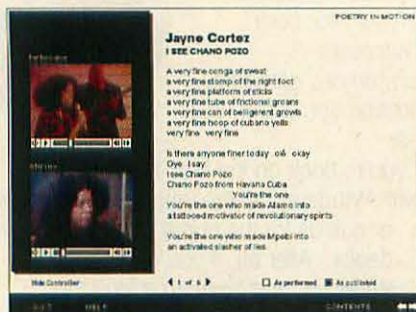 POETRY IN MOTION
Jayne Cortez
I SEE CHANO POZO
A very fine conga of sweat
a very fine stomp of the right foot
a very fine platform of sticks
a very fine tube of frictional groans
a very fine can of belligerent growls
a very fine hoop of cubano yells
very fine very fine
Is there anyone finer today olé okay
Oye I say
I see Chano Pozo
Chano Pozo from Havana Cuba
You're the one
You're the one who made Atamo into
a tattooed motivator of revolutionary spirits
You're the one who made Mpebi into
an activated slasher of lies
Performance
Interview
Hide Controller
1 of 6
As performed
As published
QUIT
HELP
CONTENTS